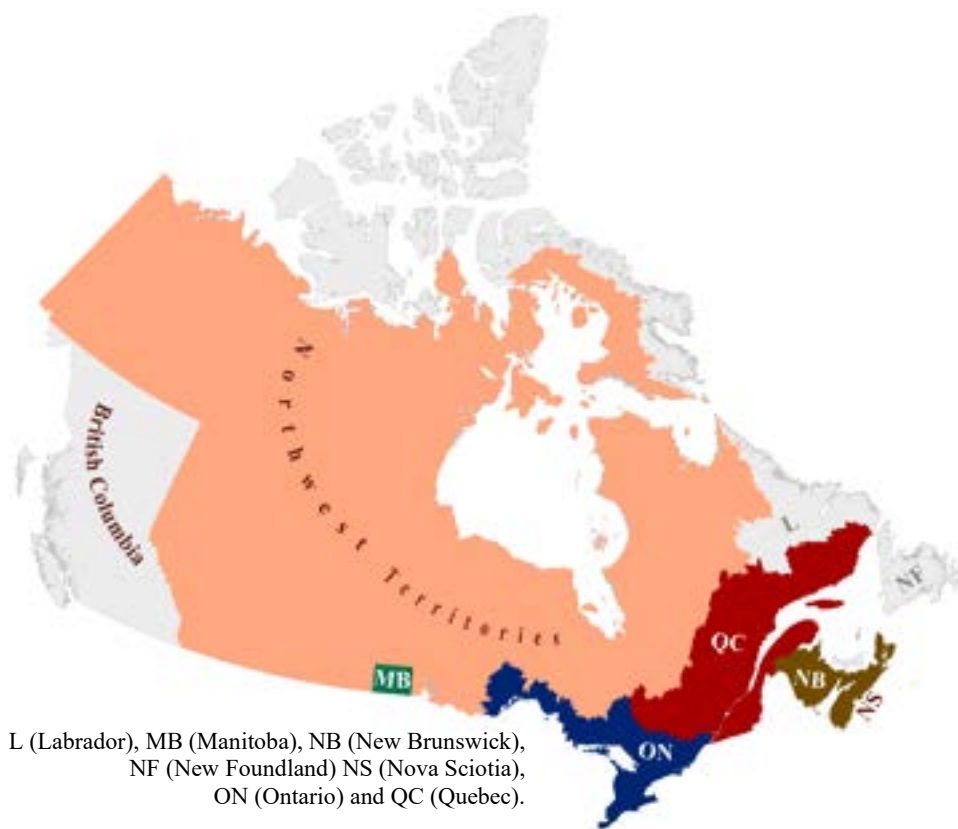 Northwest Territories
British Columbia
L
NF
QC
MB
NB
NS
ON
L (Labrador), MB (Manitoba), NB (New Brunswick),
NF (New Foundland) NS (Nova Sciotia),
ON (Ontario) and QC (Quebec).